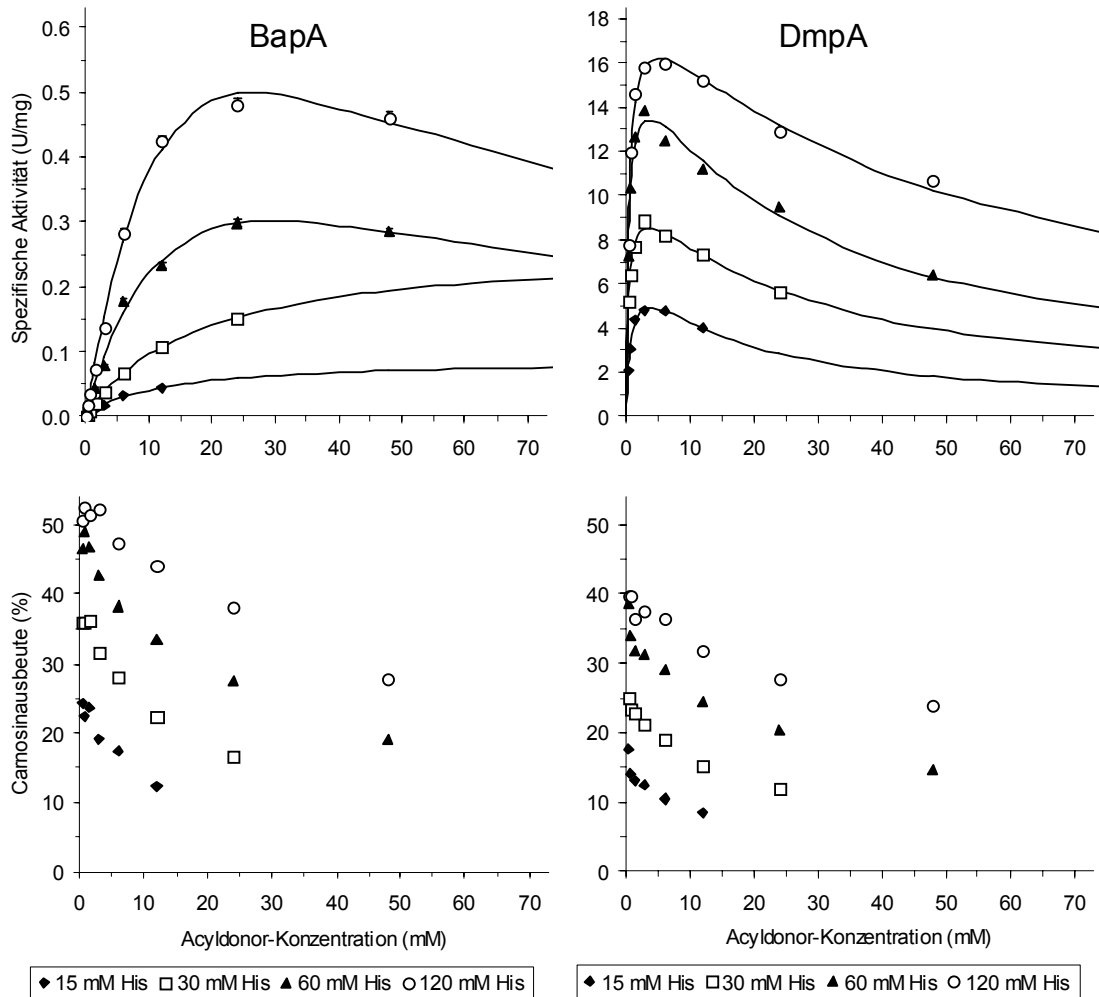 BapA
DmpA
Spezifische Aktivität (U/mg)
0.6
0.5
0.4
0.3
0.2
0.1
0.0
0 10 20 30 40 50 60 70
18
16
14
12
10
8
6
4
2
0
0 10 20 30 40 50 60 70
Carnosinausbeute (%)
50
40
30
20
10
0
0 10 20 30 40 50 60 70
Acyldonor-Konzentration (mM)
50
40
30
20
10
0
0 10 20 30 40 50 60 70
Acyldonor-Konzentration (mM)
15 mM His 30 mM His 60 mM His 120 mM His
15 mM His 30 mM His 60 mM His 120 mM His